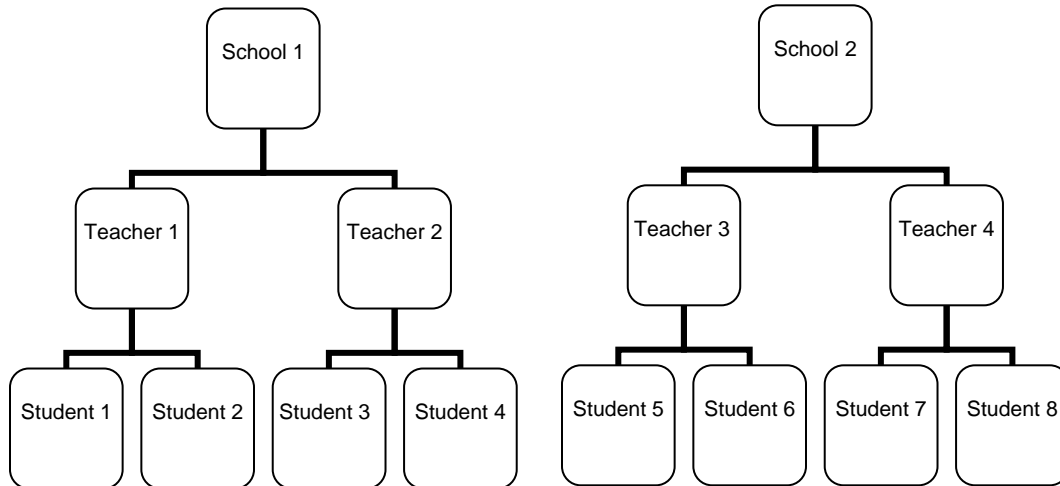 School 1
School 2
Teacher 1
Teacher 2
Teacher 3
Teacher 4
Student 1
Student 2
Student 3
Student 4
Student 5
Student 6
Student 7
Student 8